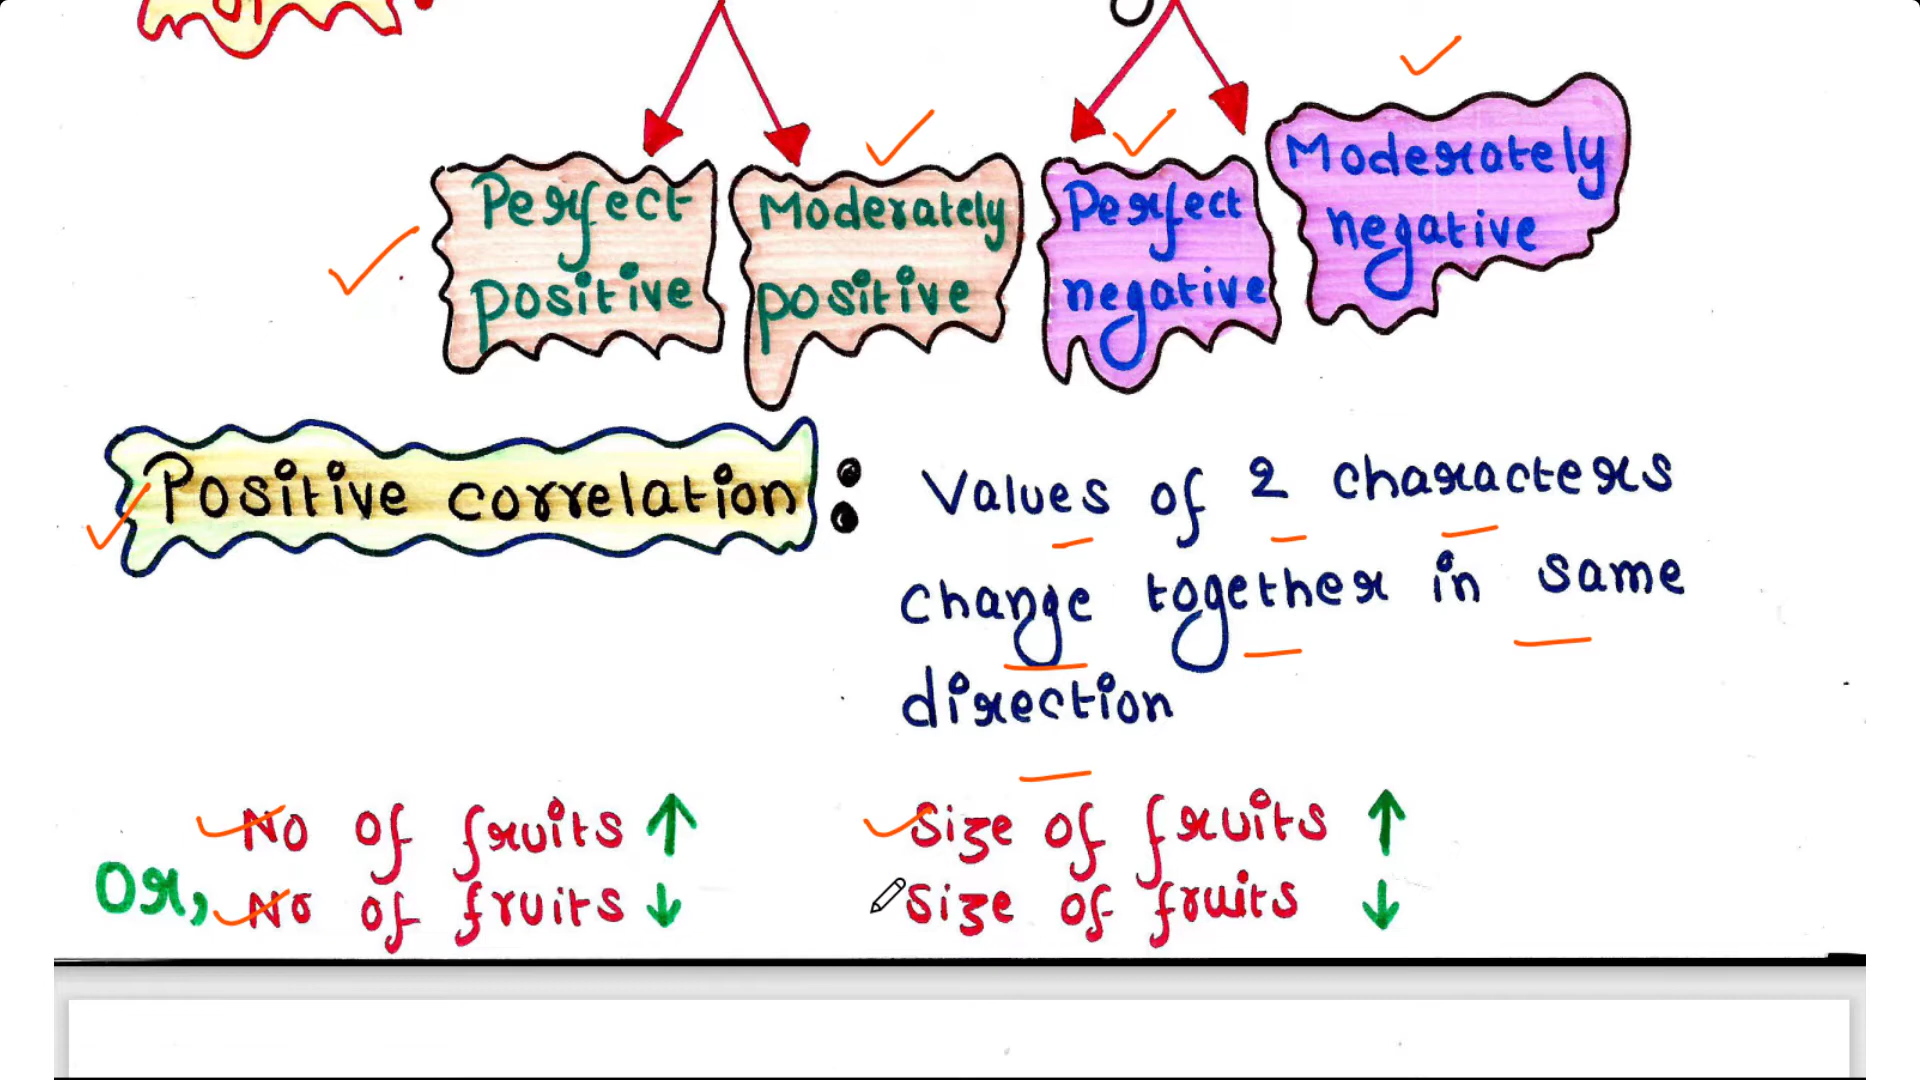 Perfect
positive
Moderately
positive
Perfect
negative
Moderately
negative
Positive correlation :
Values of 2 characters
change together in same
direction
No of fruits ↑ Size of fruits ↑
Or, No of fruits ↓ Size of fruits ↓